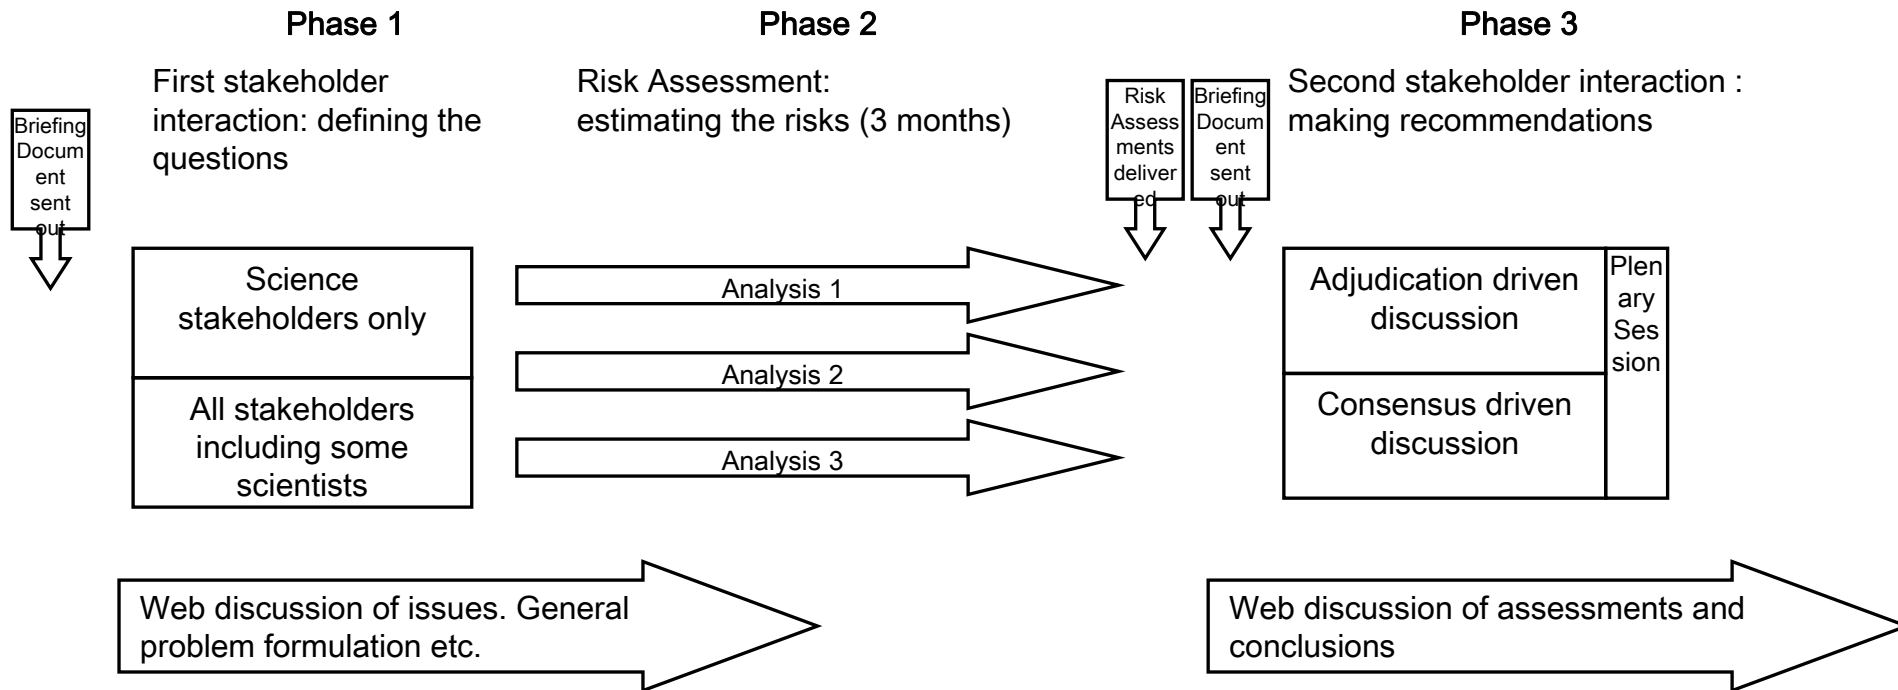 Phase 1
Phase 2
Phase 3
First stakeholder
interaction: defining the
questions
Risk Assessment:
estimating the risks (3 months)
Second stakeholder interaction :
making recommendations
Briefing
Docum
ent
sent
out
Risk
Assess
ments
deliver
ed
Briefing
Docum
ent
sent
out
Science
stakeholders only
All stakeholders
including some
scientists
Analysis 1
Analysis 2
Analysis 3
Adjudication driven
discussion
Consensus driven
discussion
Plen
ary
Ses
sion
Web discussion of issues. General
problem formulation etc.
Web discussion of assessments and
conclusions